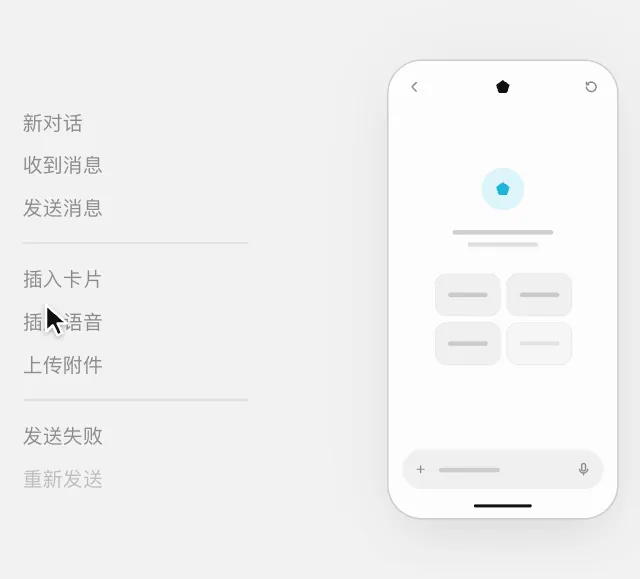 新对话
收到消息
发送消息
插入卡片
插入语音
上传附件
发送失败
重新发送